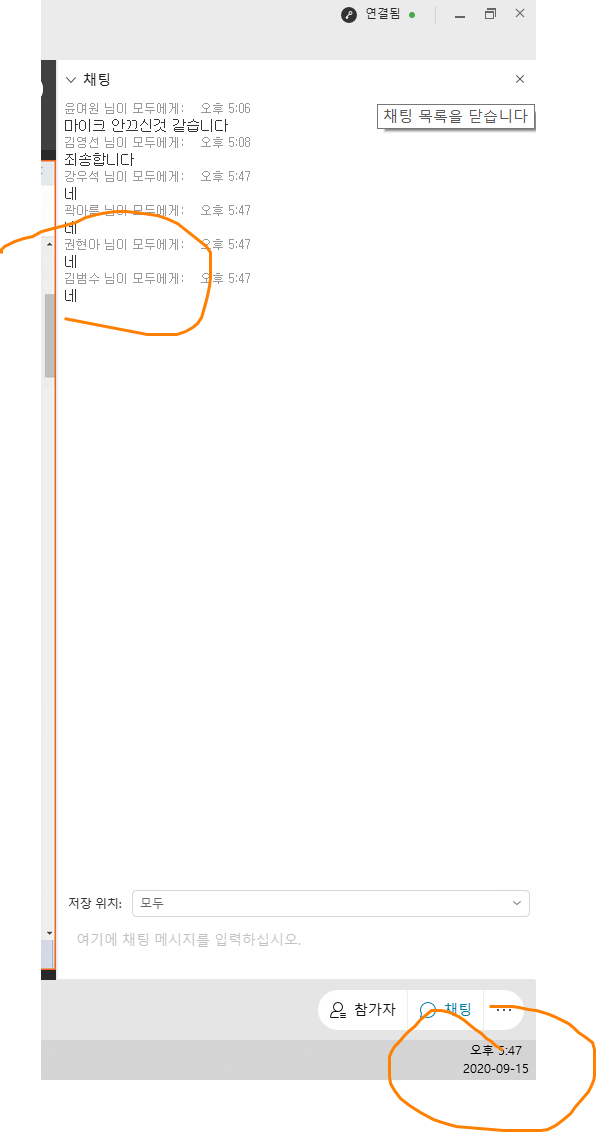 연결됨
채팅
윤여원 님이 모두에게: 오후 5:06
채팅 목록을 닫습니다
마이크 안끄신것 같습니다
김영선 님이 모두에게: 오후 5:08
죄송합니다
강우석 님이 모두에게: 오후 5:47
네
곽아름 님이 모두에게: 오후 5:47
네
권현아 님이 모두에게: 오후 5:47
네
김범수 님이 모두에게: 오후 5:47
네
저장 위치: 모두
여기에 채팅 메시지를 입력하십시오.
참가자 채팅 ...
오후 5:47
2020-09-15